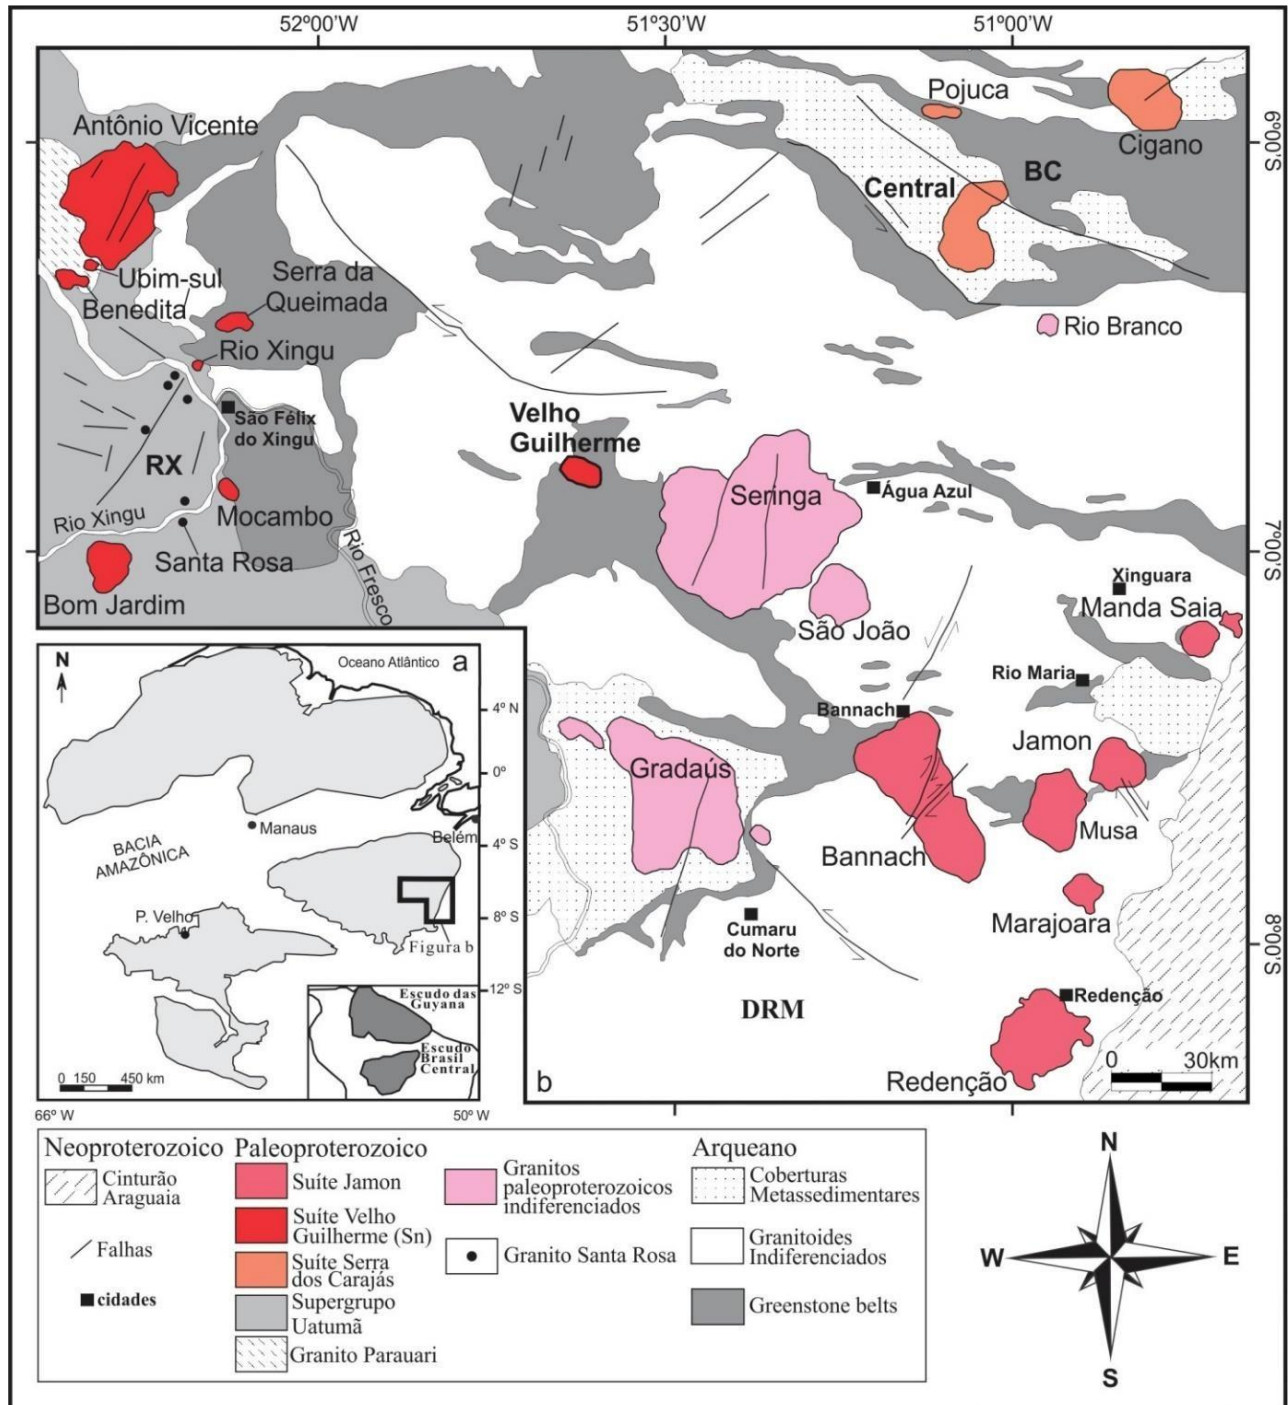 52°00’W
51°30’W
51°00’W
Antônio Vicente
Pojuca
Cigano
6°00’S
BC
Central
Ubim-sul
Benedita
Serra da
Queimada
Rio Branco
Rio Xingu
São Félix
do Xingu
Velho
Guilherme
RX
Seringa
Água Azul
Rio Xingu
Mocambo
Santa Rosa
Rio Fresco
7°00’S
Bom Jardim
Xinguara
Manda Saia
São João
Rio Maria
Bannach
Jamon
Gradaús
Musa
Bannach
Marajoara
Cumaru
do Norte
8°00’S
DRM
Redenção
Redenção
0 30km
b
N
a
Oceano Atlântico
4° N
0°
Manaus
Belém
BACIA
AMAZÔNICA
4° S
P. Velho
8° S
Figura b
12° S
Escudo das
Guyana
Escudo
Brasil
Central
0 150 450 km
66° W
50° W
Neoproterozoico
Cinturão
Araguaia
Falhas
cidades
Paleoproterozoico
Suíte Jamon
Suíte Velho
Guilherme (Sn)
Suíte Serra
dos Carajás
Supergrupo
Uatumã
Granito Parauari
Granitos
paleoproterozoicos
indiferenciados
Granito Santa Rosa
Arqueano
Coberturas
Metassedimentares
Granitoides
Indiferenciados
Greenstone belts
N
W
E
S